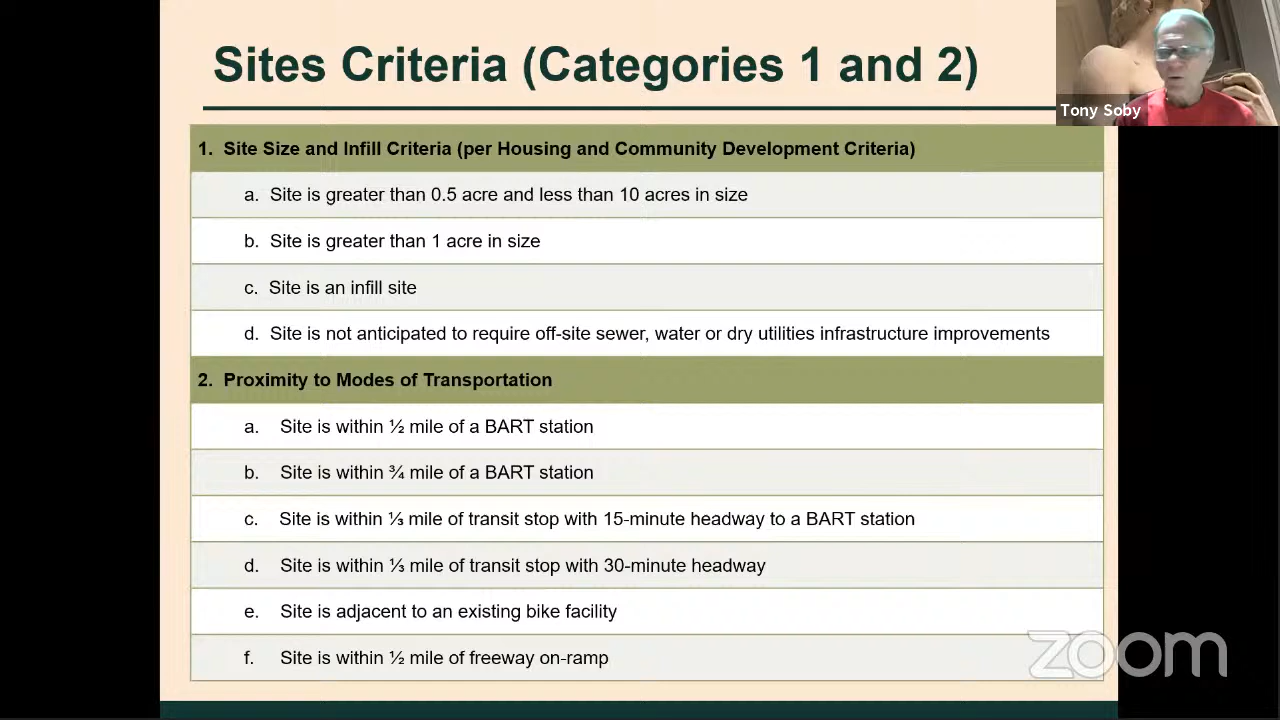 Sites Criteria (Categories 1 and 2)
Tony Soby
1. Site Size and Infill Criteria (per Housing and Community Development Criteria)
a. Site is greater than 0.5 acre and less than 10 acres in size
b. Site is greater than 1 acre in size
c. Site is an infill site
d. Site is not anticipated to require off-site sewer, water or dry utilities infrastructure improvements
2. Proximity to Modes of Transportation
a. Site is within ½ mile of a BART station
b. Site is within ¾ mile of a BART station
c. Site is within ⅓ mile of transit stop with 15-minute headway to a BART station
d. Site is within ⅓ mile of transit stop with 30-minute headway
e. Site is adjacent to an existing bike facility
f. Site is within ½ mile of freeway on-ramp
zoom